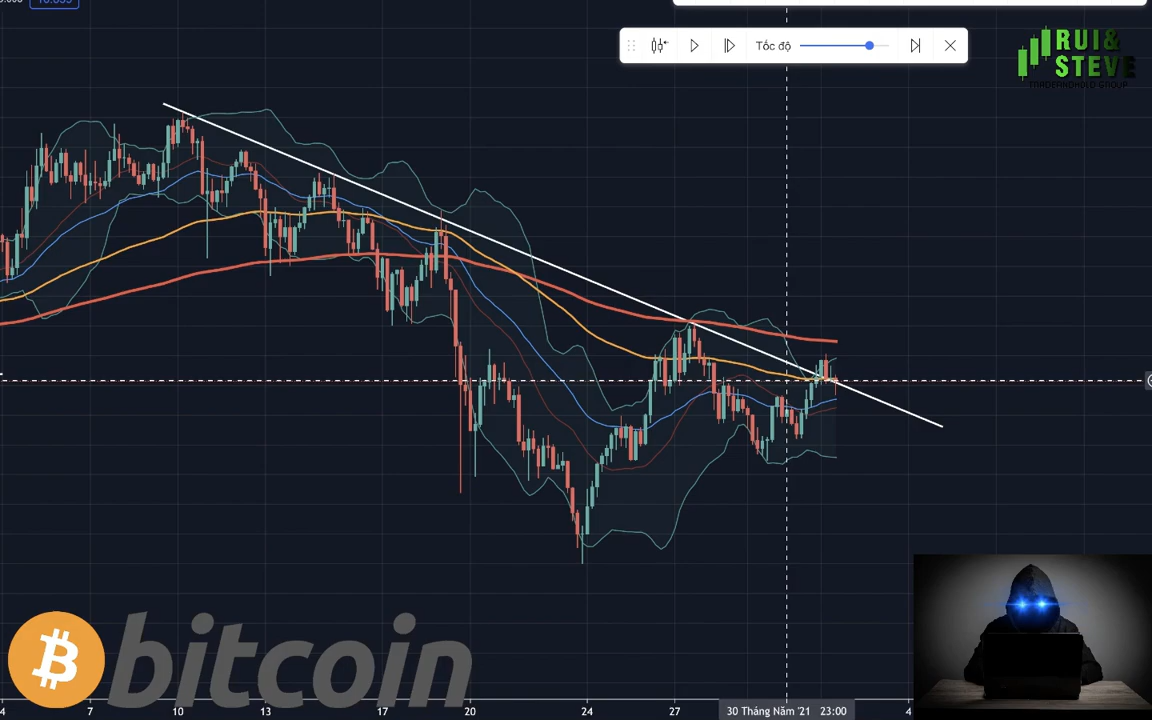 Tốc độ
RUI&
STEVE
bitcoin
4 7 10 13 17 20 24 27 30 Tháng Năm '21 23:00 4